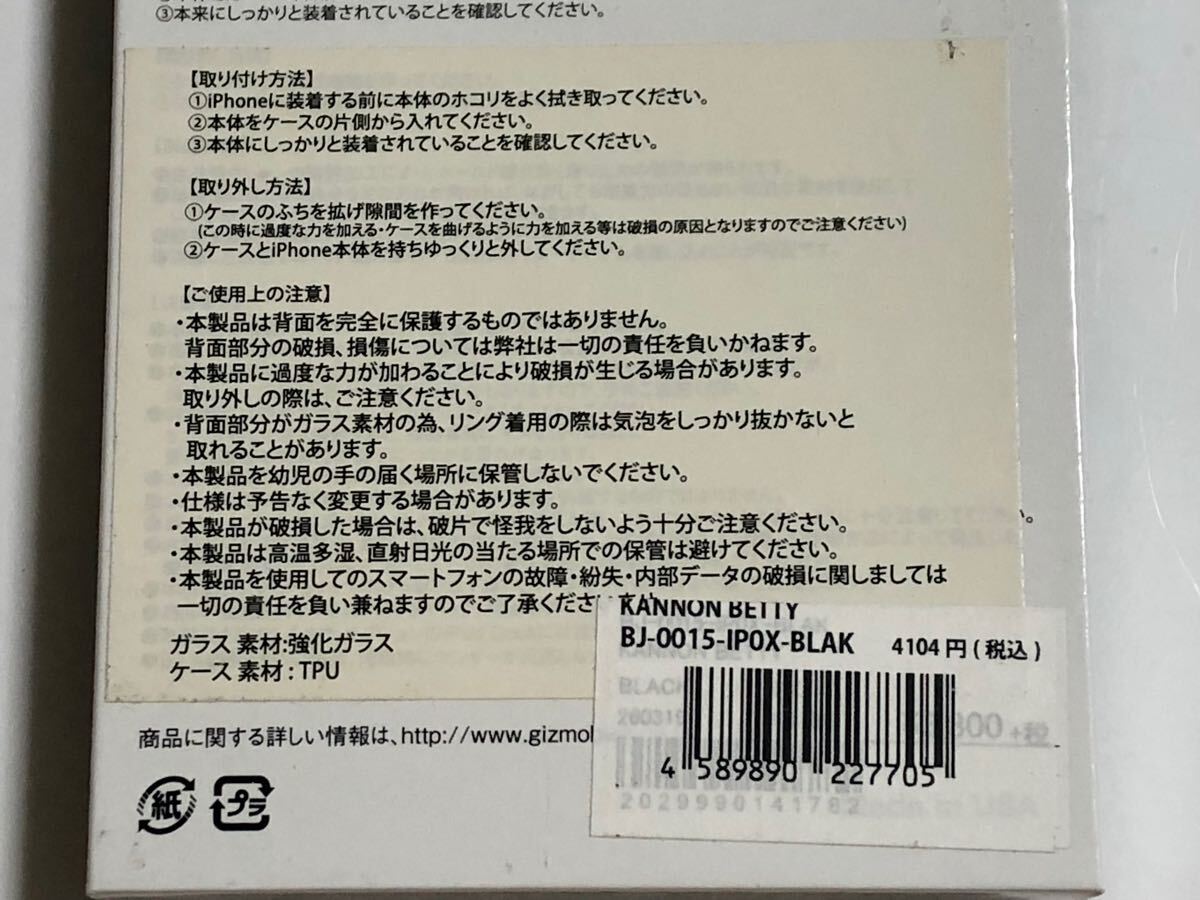 ③本来にしっかりと装着されていることを確認してください。
【取り付け方法】
①iPhoneに装着する前に本体のホコリをよく拭き取ってください。
②本体をケースの片側から入れてください。
③本体にしっかりと装着されていることを確認してください。
【取り外し方法】
①ケースのふちを拡げ隙間を作ってください。
(この時に過度な力を加える・ケースを曲げるように力を加える等は破損の原因となりますのでご注意ください)
②ケースとiPhone本体を持ちゆっくりと外してください。
【ご使用上の注意】
・本製品は背面を完全に保護するものではありません。
背面部分の破損、損傷については弊社は一切の責任を負いかねます。
・本製品に過度な力が加わることにより破損が生じる場合があります。
取り外しの際は、ご注意ください。
・背面部分がガラス素材の為、リング着用の際は気泡をしっかり抜かないと
取れることがあります。
・本製品を幼児の手の届く場所に保管しないでください。
・仕様は予告なく変更する場合があります。
・本製品が破損した場合は、破片で怪我をしないよう十分ご注意ください。
・本製品は高温多湿、直射日光の当たる場所での保管は避けてください。
・本製品を使用してのスマートフォンの故障・紛失・内部データの破損に関しましては
一切の責任を負い兼ねますのでご了承くださ
ガラス 素材:強化ガラス
ケース 素材:TPU
KANNON BETTY
BJ-0015-IP0X-BLAK 4104円(税込)
KANNON BETTY
BLACK
800 +税
4 589890 227705
2029990141782
商品に関する詳しい情報は、http://www.gizmol
紙 プラ